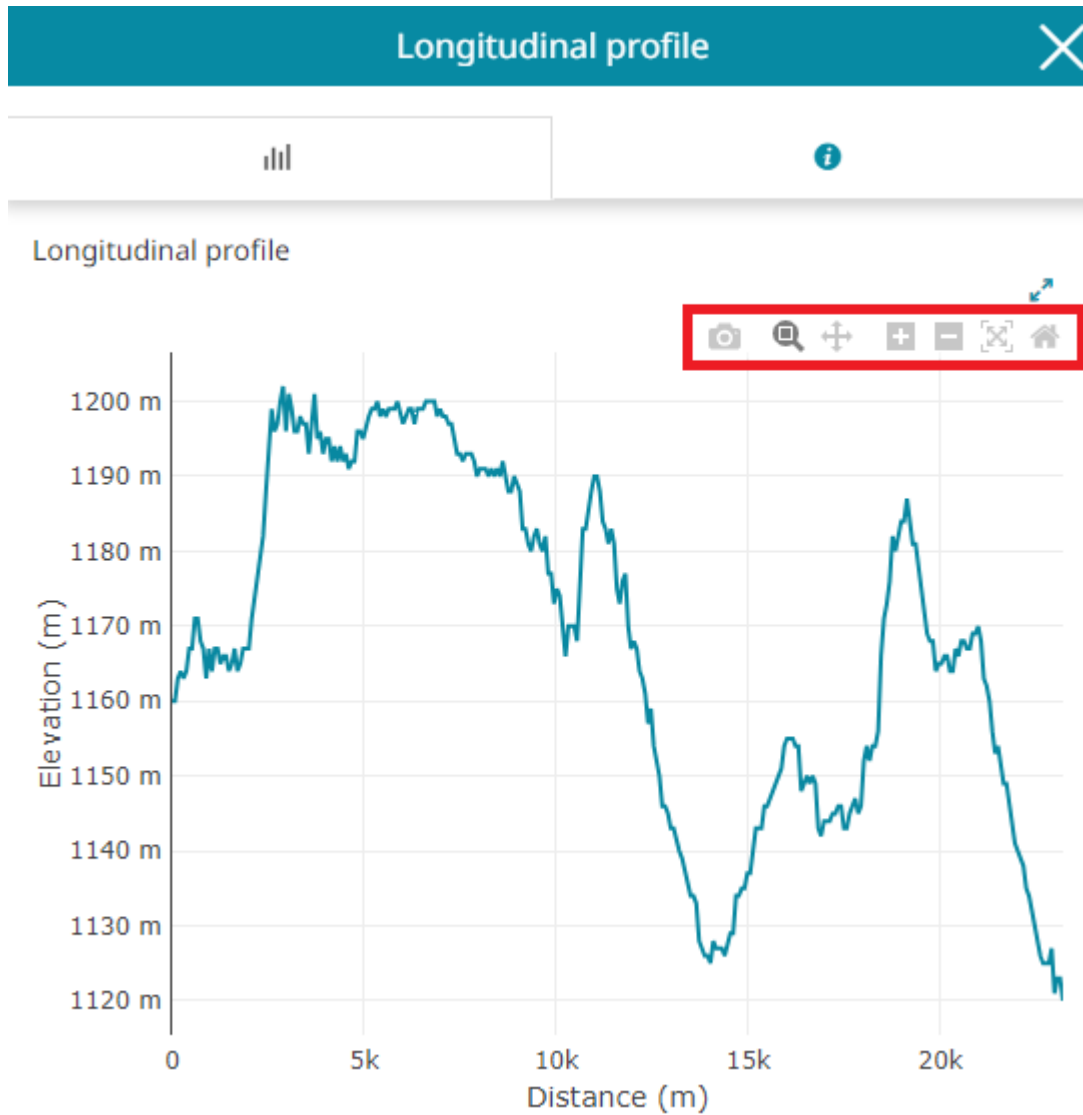 Longitudinal profile
Longitudinal profile
1200 m
1190 m
1180 m
1170 m
1160 m
1150 m
1140 m
1130 m
1120 m
Elevation (m)
0 5k 10k 15k 20k
Distance (m)